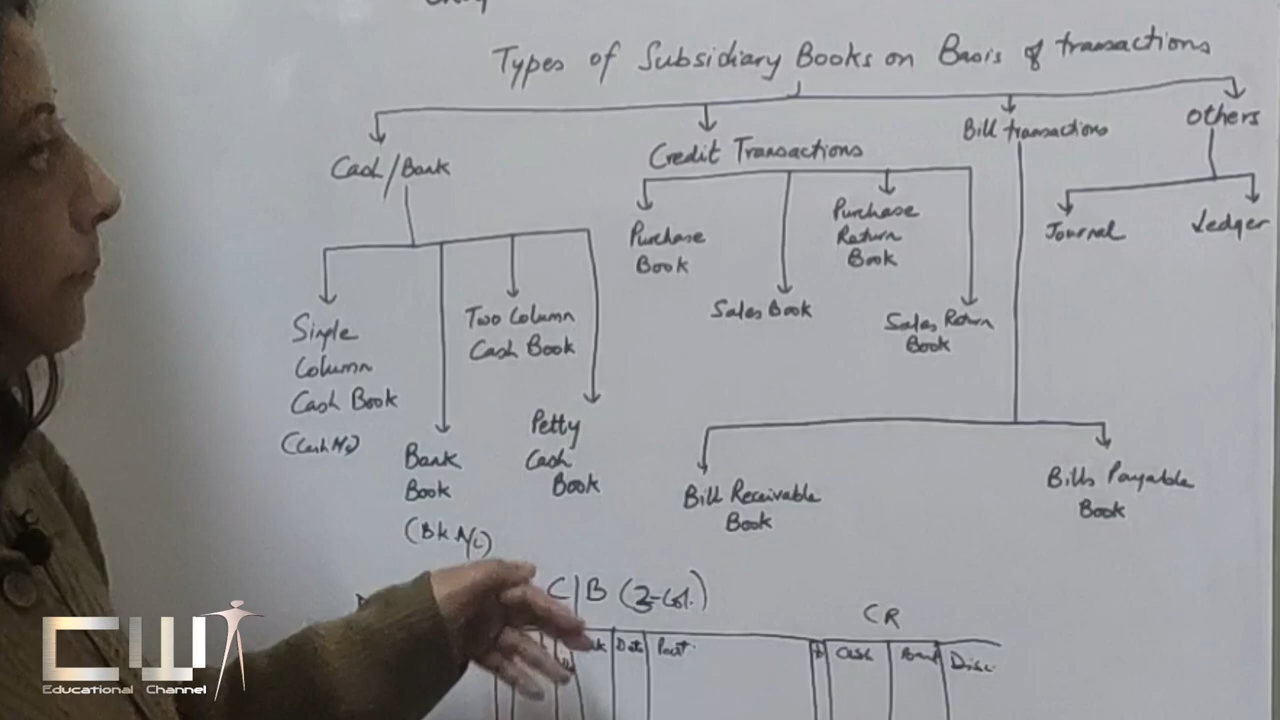 Types of Subsidiary Books on Basis of transactions
Cash/Bank
Credit Transactions
Bill transactions
Others
Single
Column
Cash Book
(Cash A/c)
Bank
Book
(Bk A/c)
Two Column
Cash Book
Petty
Cash
Book
Purchase
Book
Sales Book
Purchase
Return
Book
Sales Return
Book
Bill Receivable
Book
Bills Payable
Book
Journal
Ledger
C/B (2-Col.)
CR
Date Part. Cash Bank Disc.
CW
Educational Channel